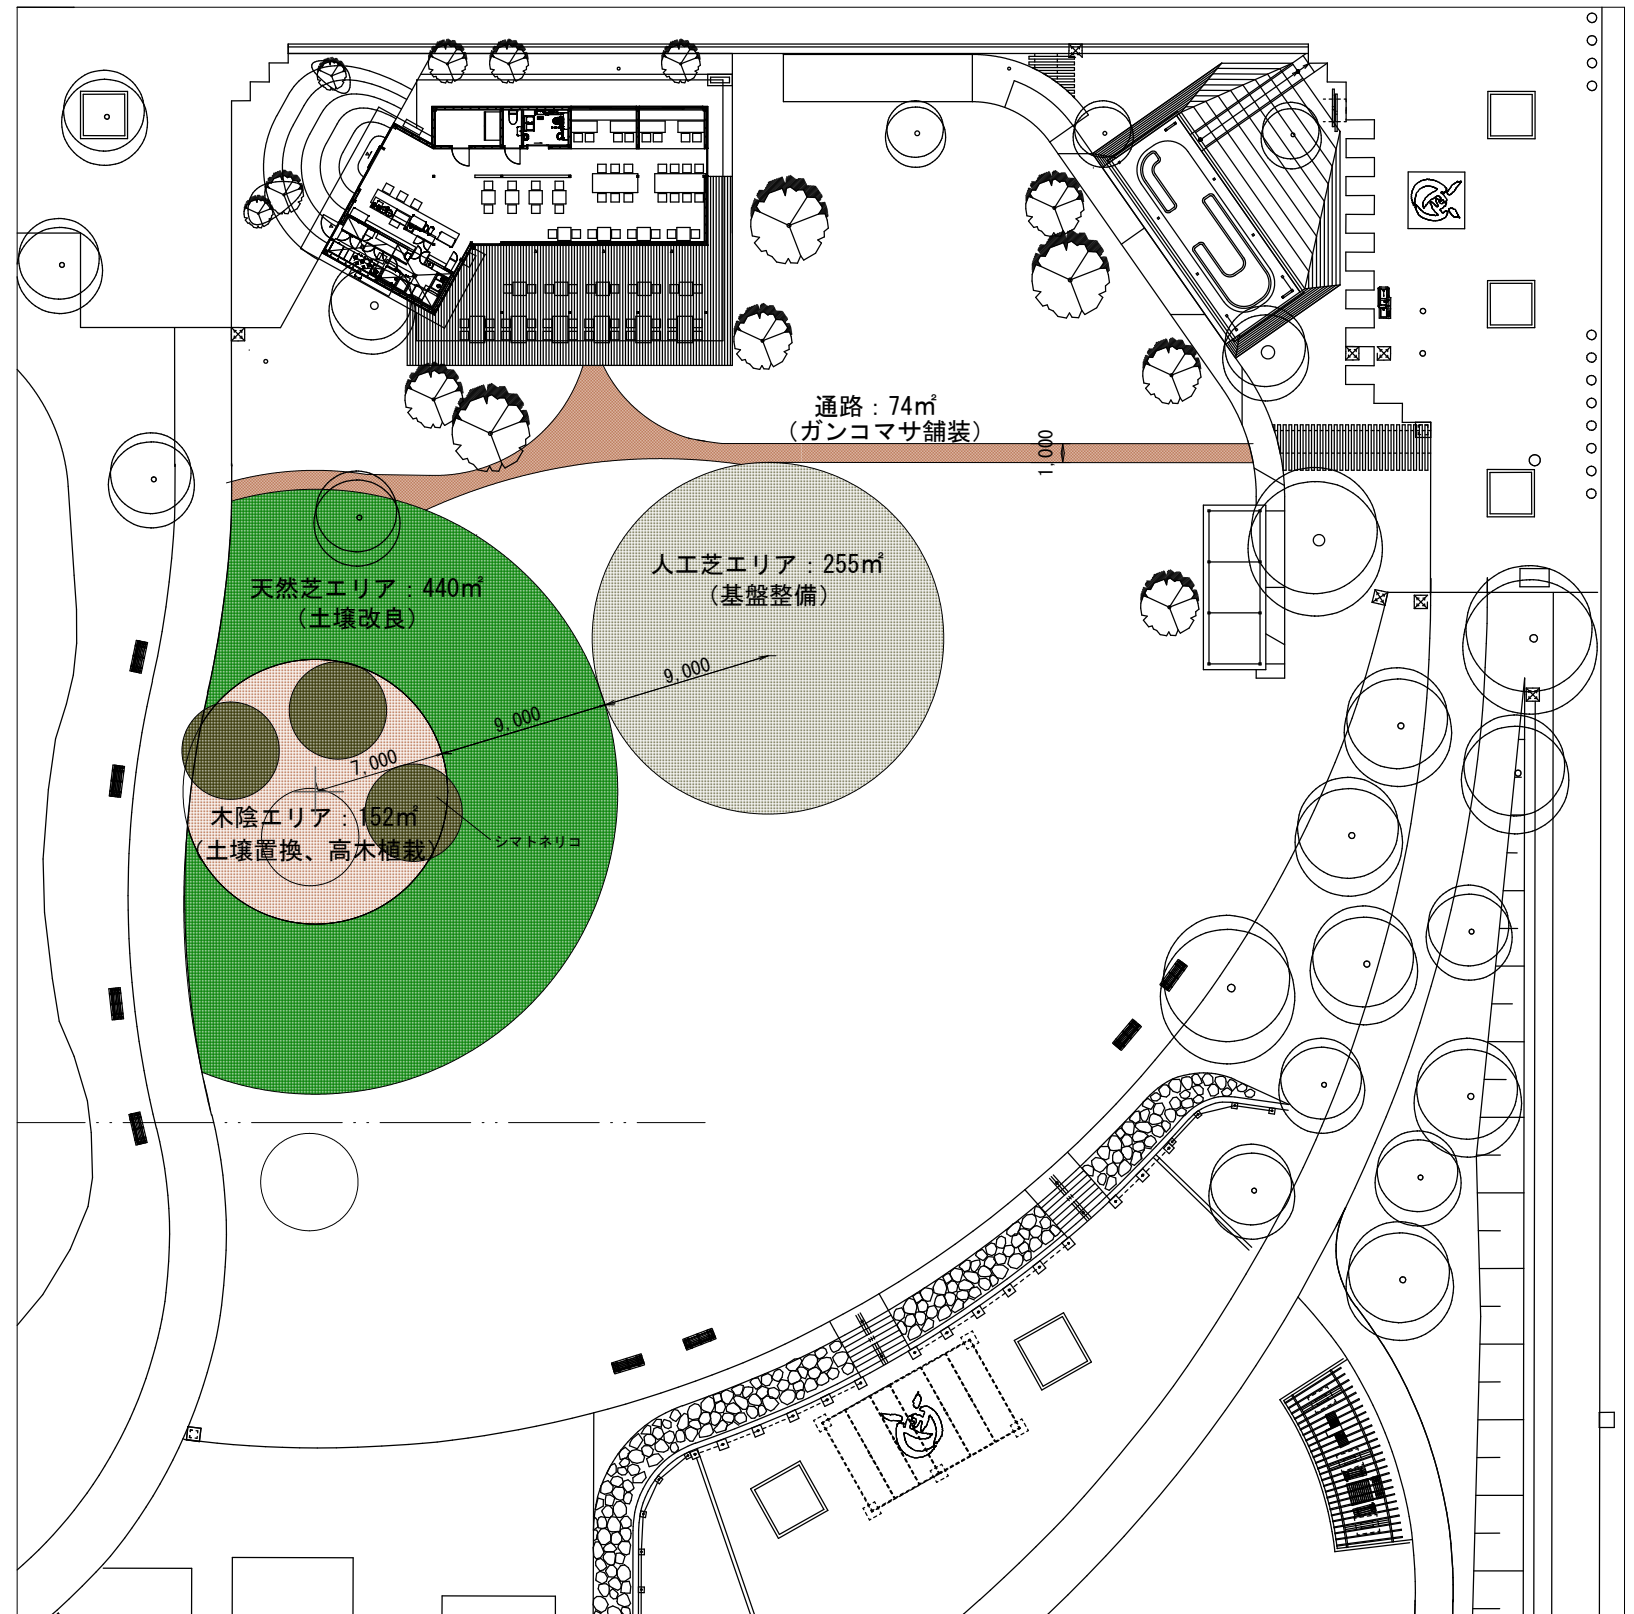 通路：74㎡
（ガンコマサ舗装）
1,000
人工芝エリア：255㎡
（基盤整備）
天然芝エリア：440㎡
（土壌改良）
9,000
9,000
7,000
木陰エリア：152㎡
（土壌置換、高木植栽）
シマトネリコ